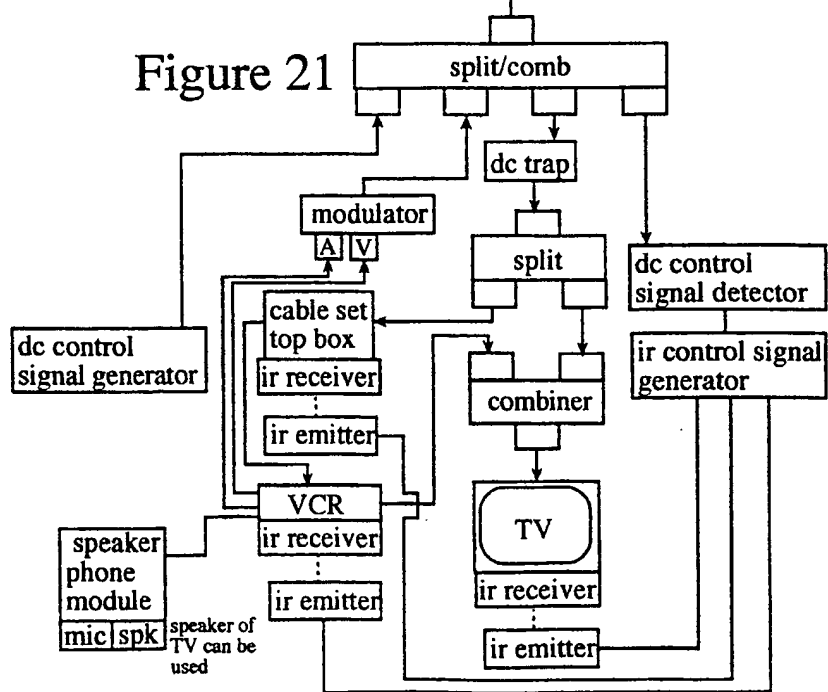 Figure 21
split/comb
dc trap
modulator
A V
split
dc control
signal detector
cable set
top box
ir receiver
dc control
signal generator
ir control signal
generator
combiner
ir emitter
VCR
ir receiver
TV
ir receiver
speaker
phone
module
mic spk
speaker of
TV can be
used
ir emitter
ir emitter